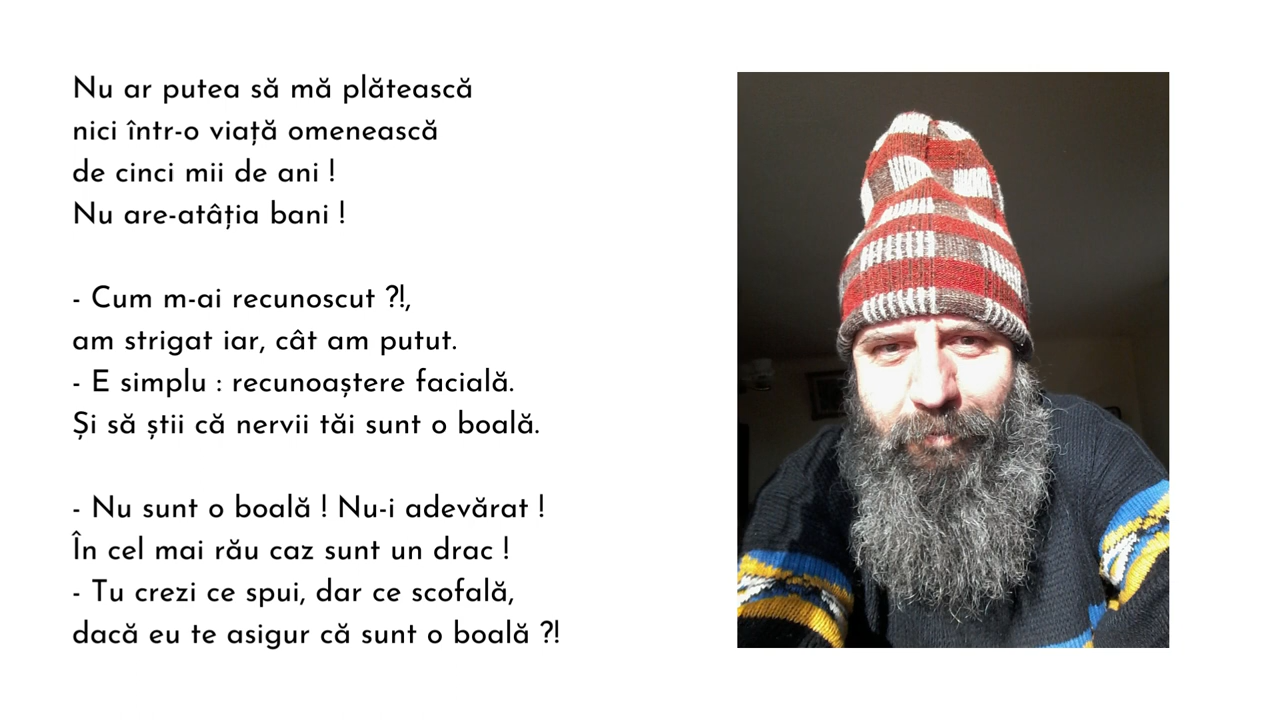 Nu ar putea să mă plătească
nici într-o viață omenească
de cinci mii de ani !
Nu are-atâția bani !
- Cum m-ai recunoscut ?!,
am strigat iar, cât am putut.
- E simplu : recunoaștere facială.
Și să știi că nervii tăi sunt o boală.
- Nu sunt o boală ! Nu-i adevărat !
În cel mai rău caz sunt un drac !
- Tu crezi ce spui, dar ce scofală,
dacă eu te asigur că sunt o boală ?!